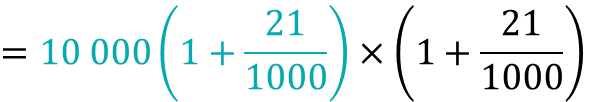 = 10 000 (1 + 21/1000) × (1 + 21/1000)